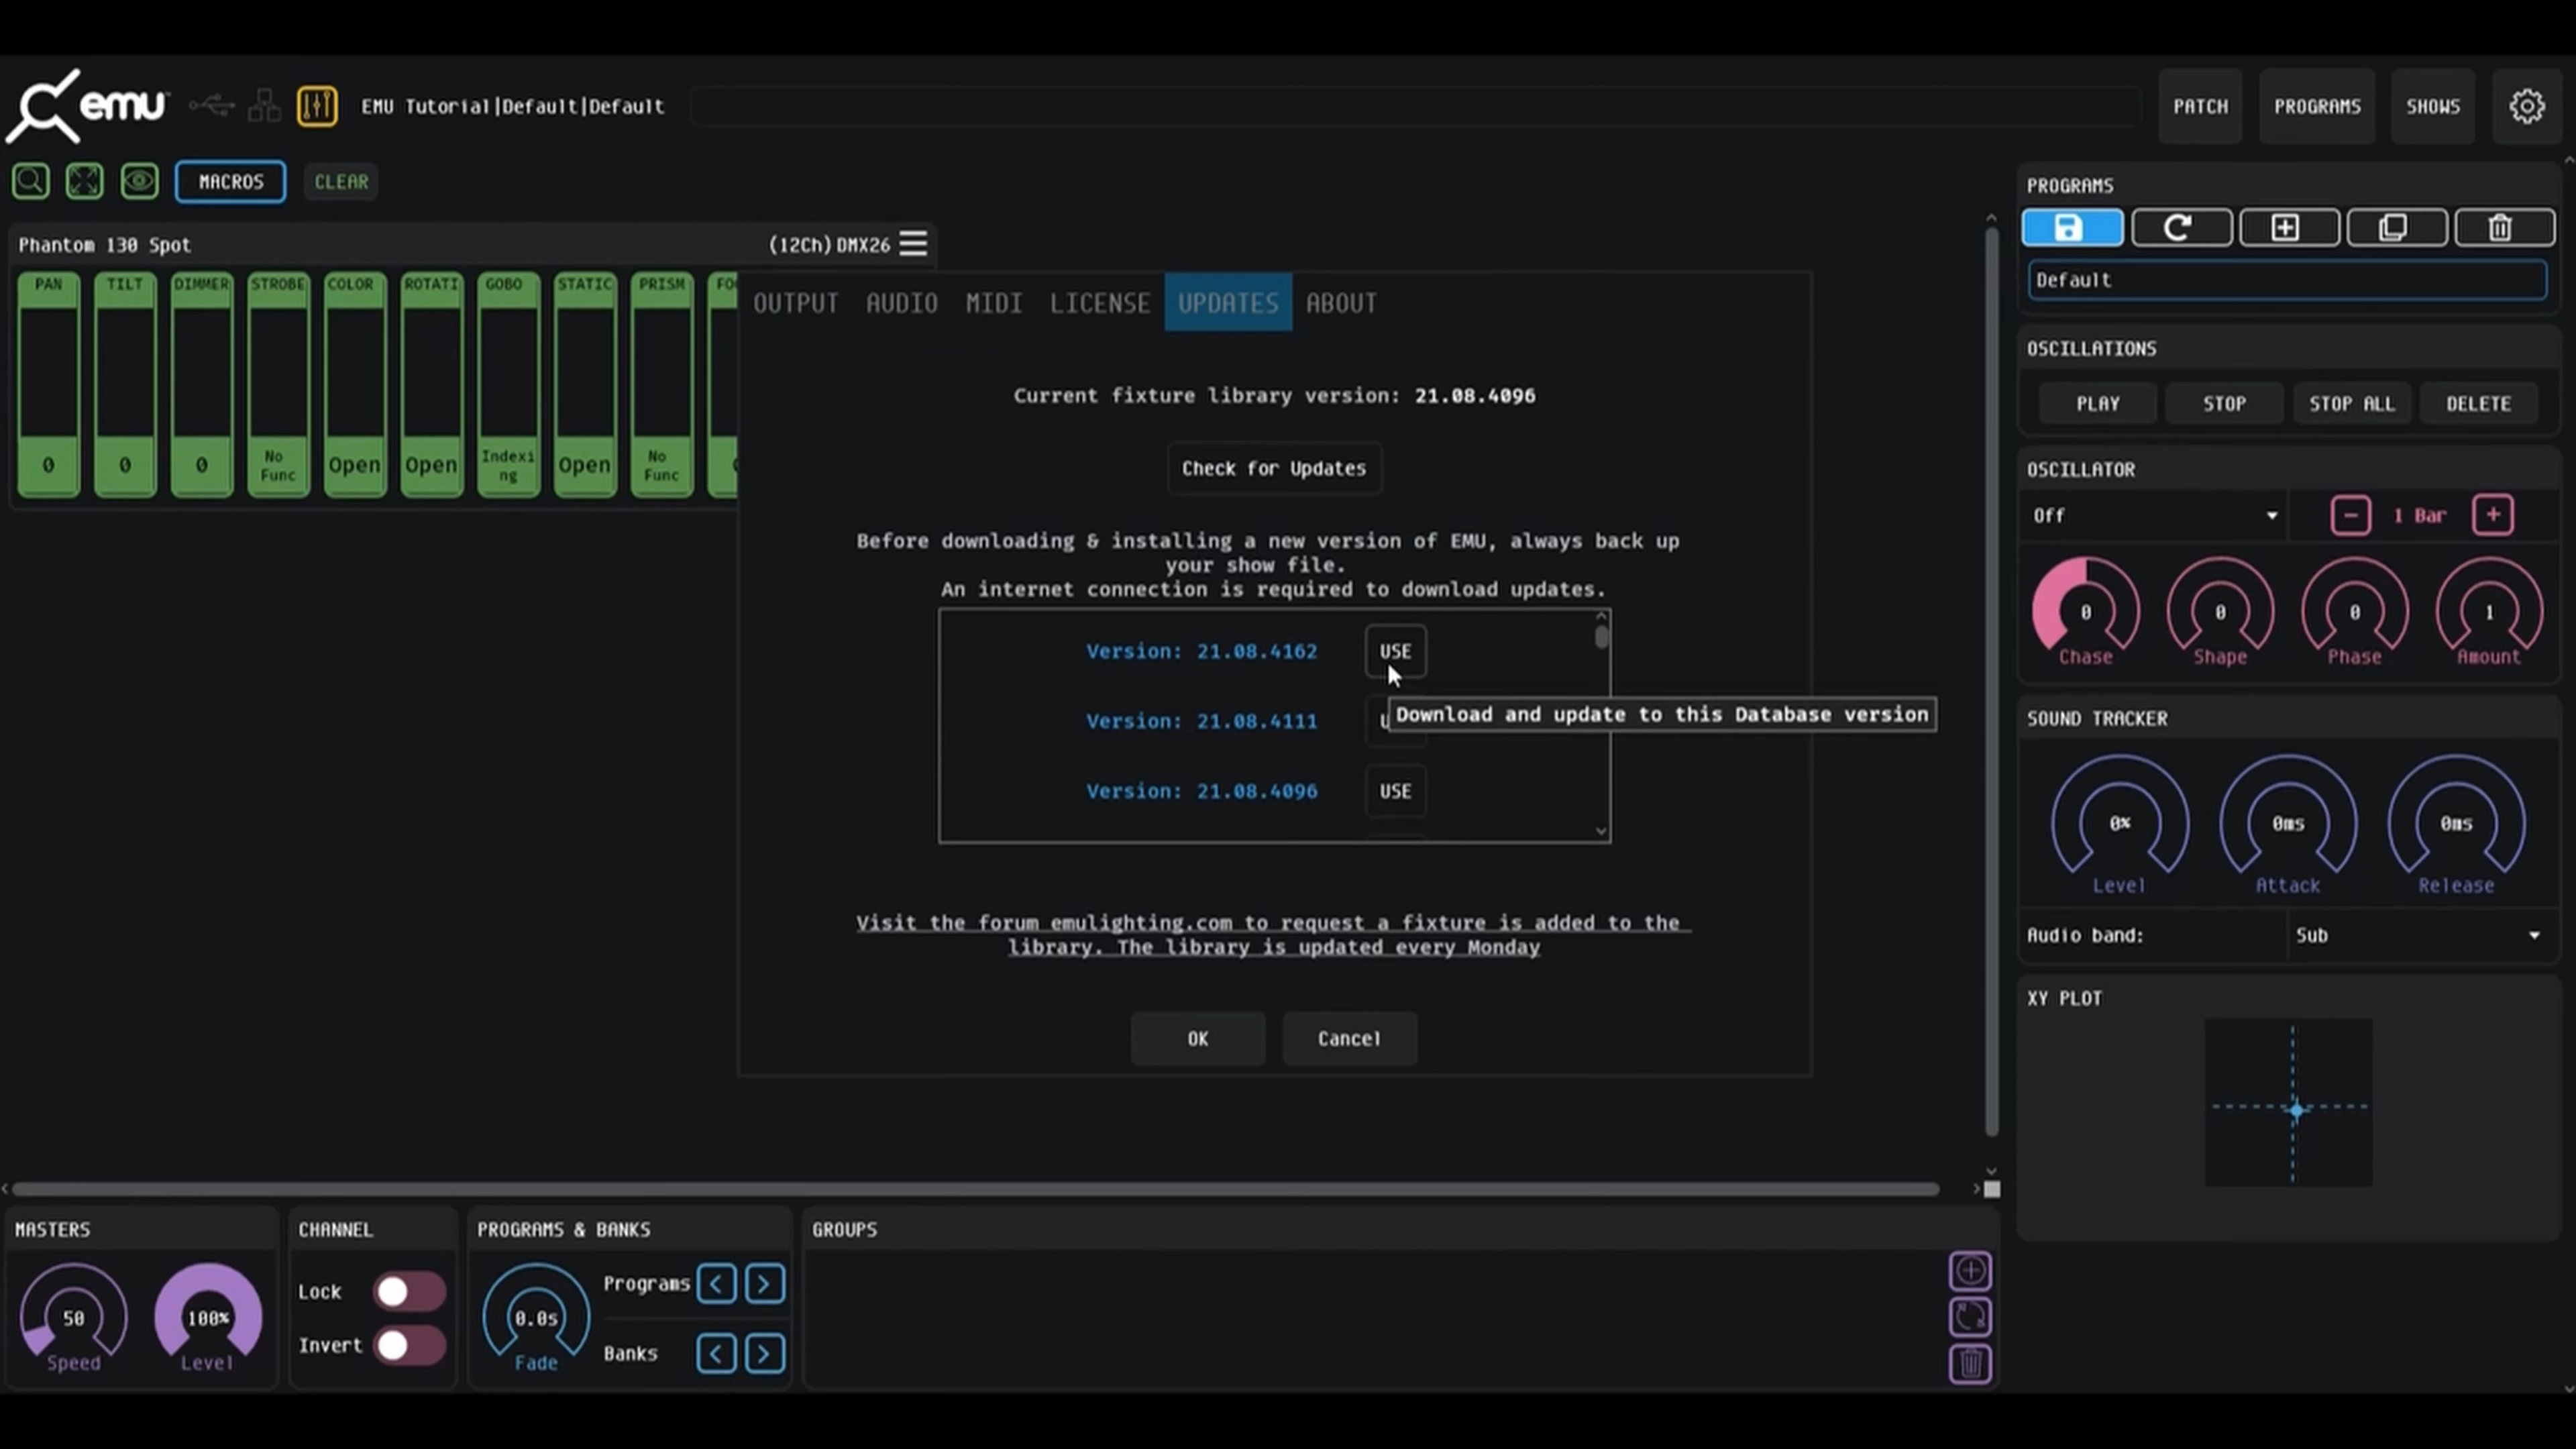 emu
EMU Tutorial|Default|Default
PATCH
PROGRAMS
SHOWS
MACROS
CLEAR
Phantom 130 Spot
(12Ch) DMX26
PAN
TILT
DIMMER
STROBE
COLOR
ROTATI
GOBO
STATIC
PRISM
0
0
0
No
Func
Open
Open
Indexi
ng
Open
No
Func
OUTPUT
AUDIO
MIDI
LICENSE
UPDATES
ABOUT
Current fixture library version: 21.08.4096
Check for Updates
Before downloading & installing a new version of EMU, always back up
your show file.
An internet connection is required to download updates.
Version: 21.08.4162
USE
Version: 21.08.4111
Download and update to this Database version
Version: 21.08.4096
USE
Visit the forum emulighting.com to request a fixture is added to the
library. The library is updated every Monday
OK
Cancel
PROGRAMS
Default
OSCILLATIONS
PLAY
STOP
STOP ALL
DELETE
OSCILLATOR
Off
1 Bar
0
Chase
0
Shape
0
Phase
1
Amount
SOUND TRACKER
0%
Level
0ms
Attack
0ms
Release
Audio band:
Sub
XY PLOT
MASTERS
50
Speed
100%
Level
CHANNEL
Lock
Invert
PROGRAMS & BANKS
0.0s
Fade
Programs
Banks
GROUPS